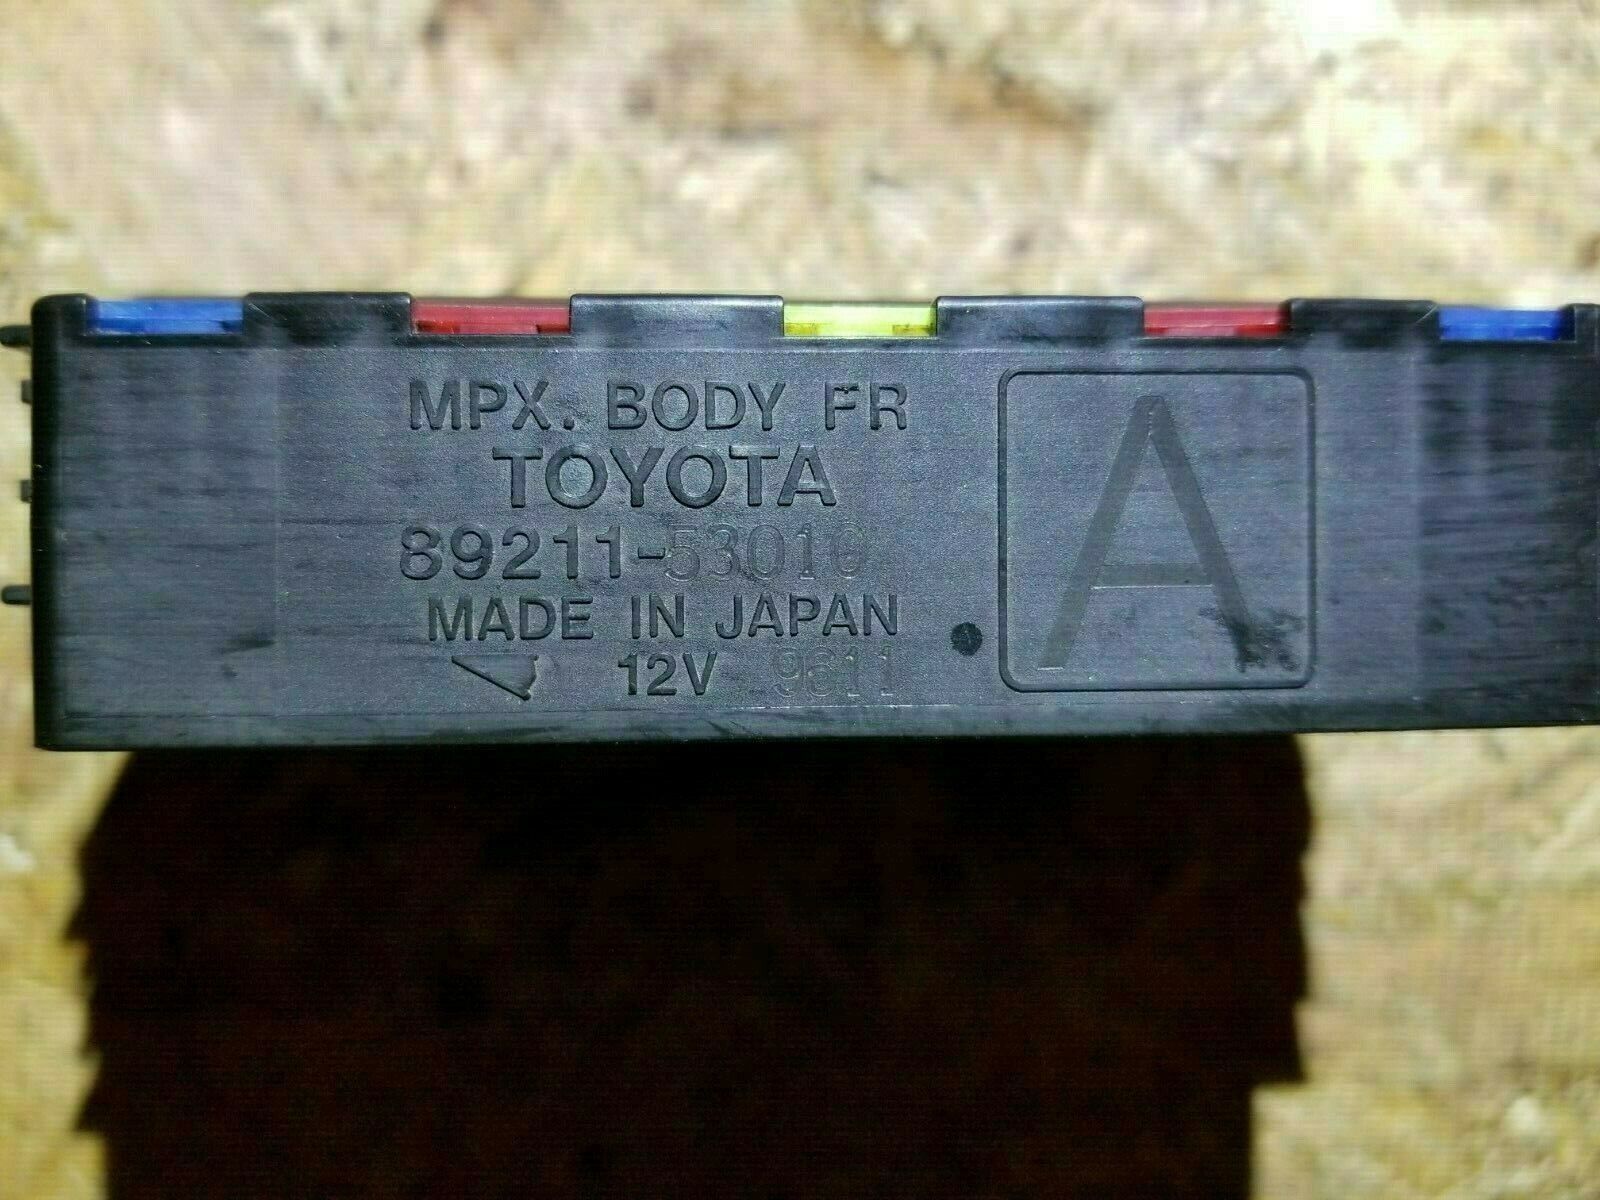 MPX. BODY FR
TOYOTA
89211-53010
MADE IN JAPAN
12V 9811
A